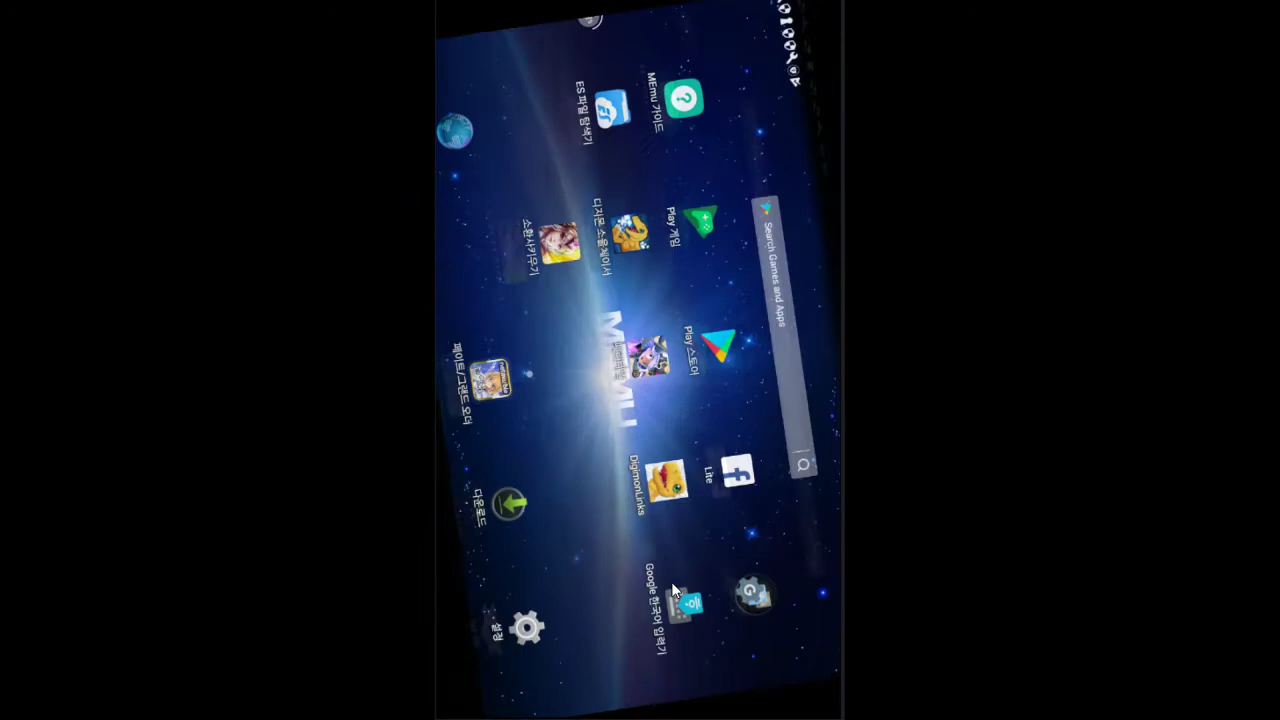 Search Games and Apps
MEmu 가이드
Play 게임
Play 스토어
Lite
ES 파일 탐색기
디지몬 소울체이서
DigimonLinks
Google 한국어 입력기
소환사키우기
페이트/그랜드 오더
다운로드
설정